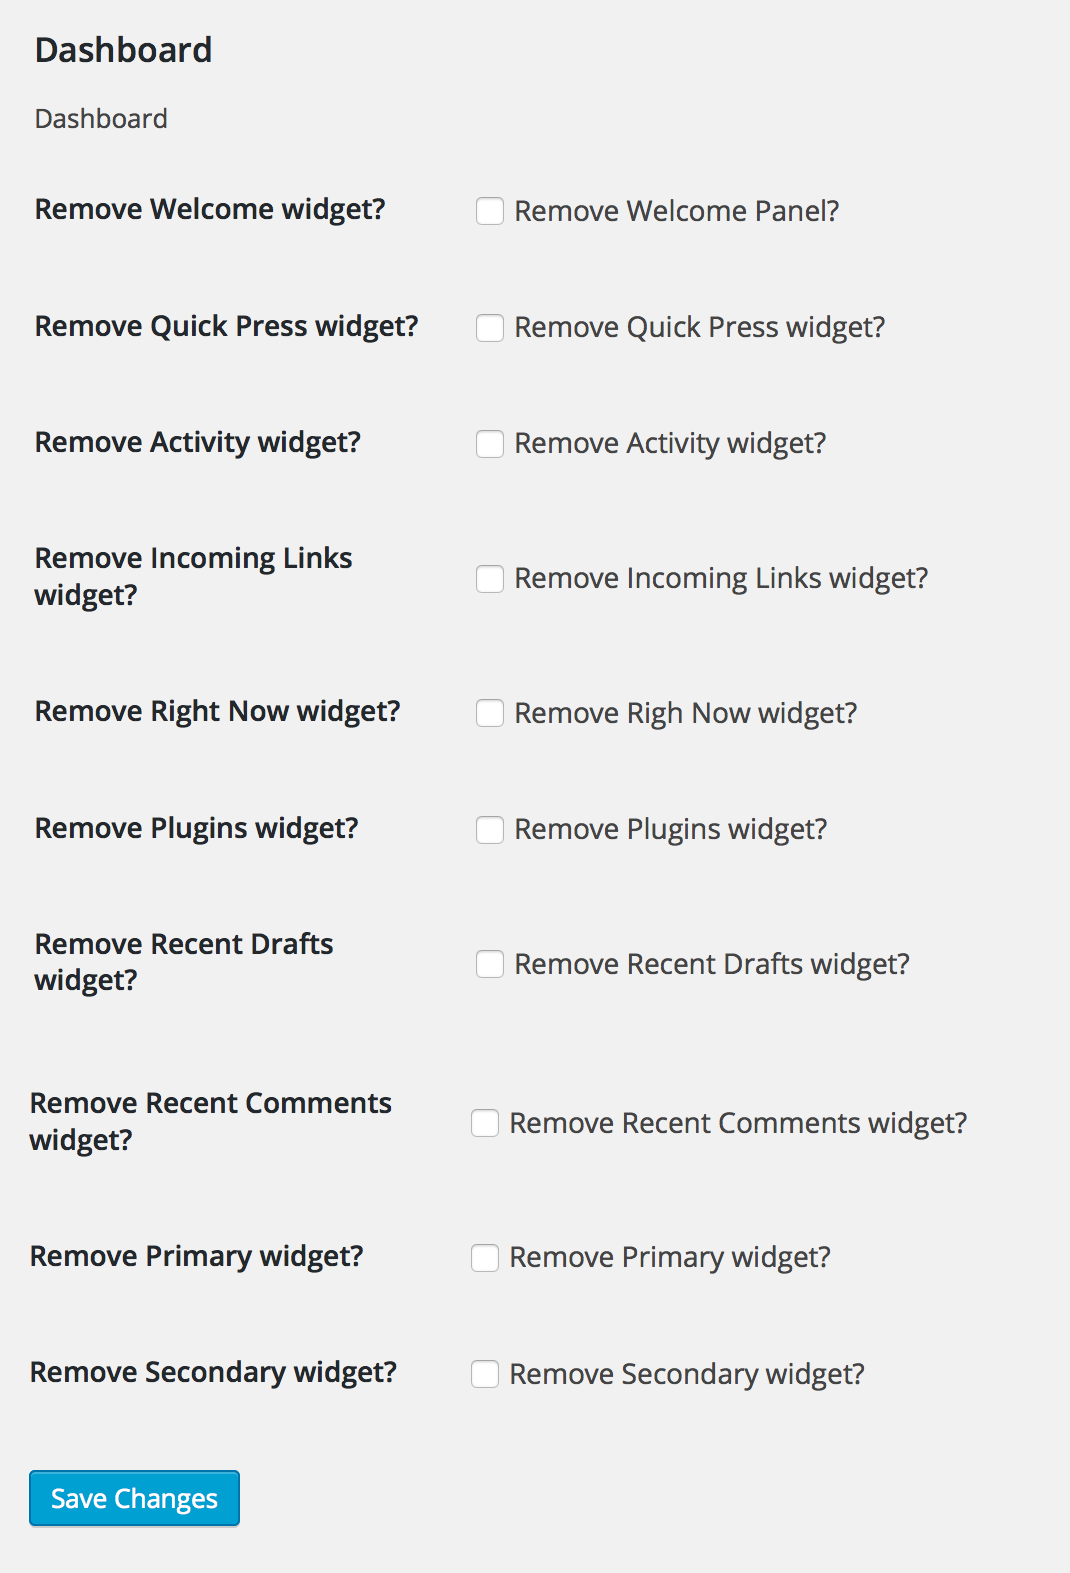 Dashboard
Dashboard
Remove Welcome widget?
Remove Welcome Panel?
Remove Quick Press widget?
Remove Quick Press widget?
Remove Activity widget?
Remove Activity widget?
Remove Incoming Links
widget?
Remove Incoming Links widget?
Remove Right Now widget?
Remove Righ Now widget?
Remove Plugins widget?
Remove Plugins widget?
Remove Recent Drafts
widget?
Remove Recent Drafts widget?
Remove Recent Comments
widget?
Remove Recent Comments widget?
Remove Primary widget?
Remove Primary widget?
Remove Secondary widget?
Remove Secondary widget?
Save Changes